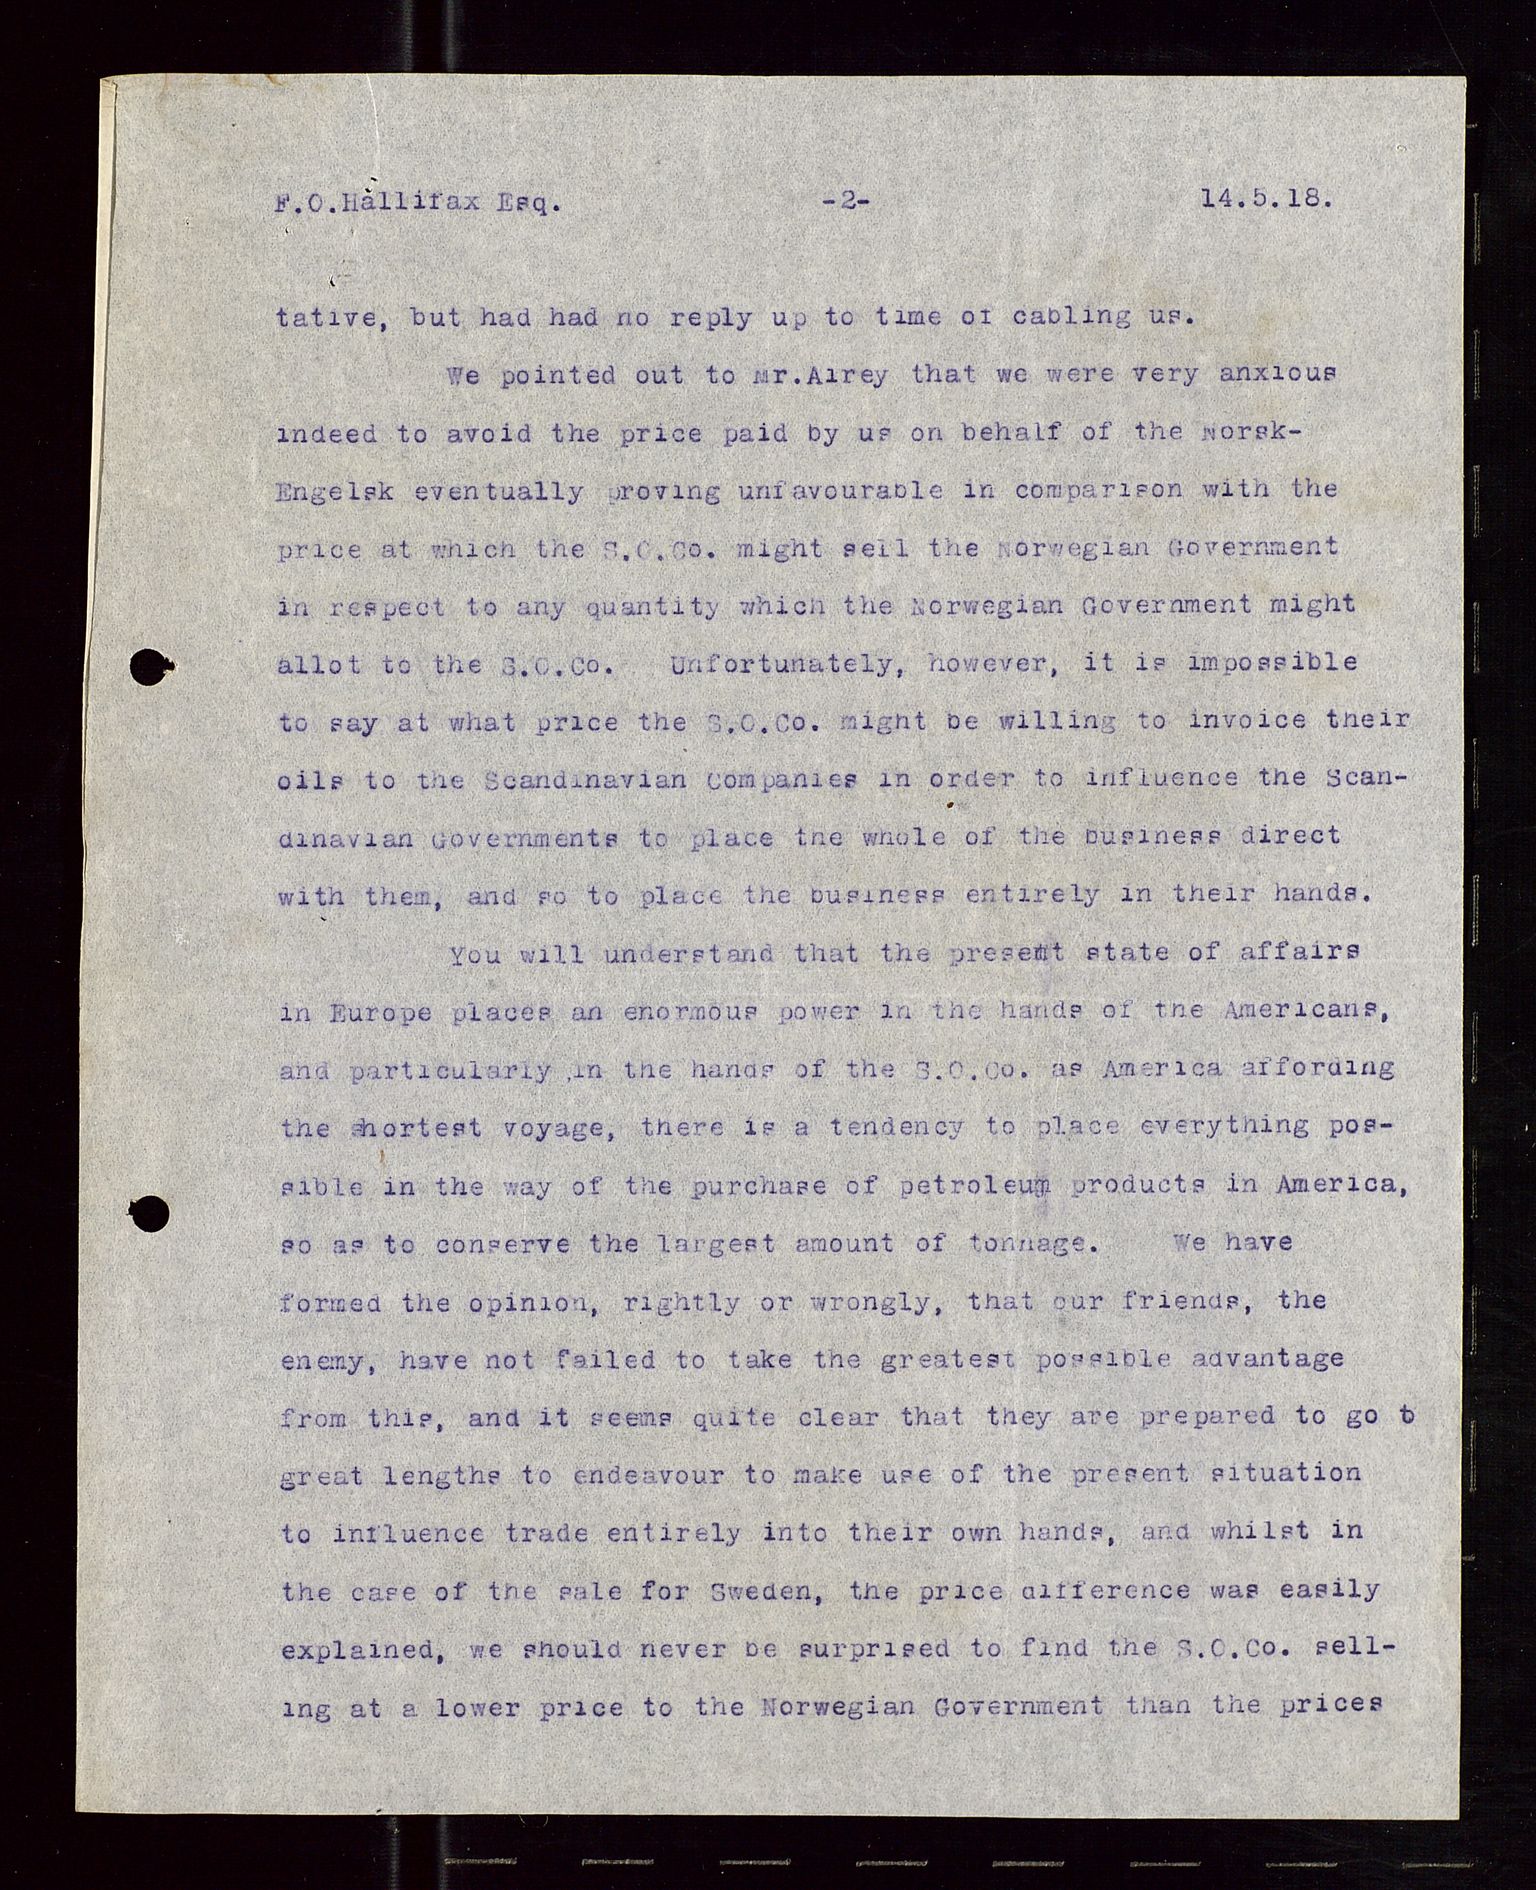 F.O.Hallifax Esq. -2- 14.5.18.
tative, but had had no reply up to time of cabling us.
We pointed out to Mr.Airey that we were very anxious
indeed to avoid the price paid by us on behalf of the Norsk-
Engelsk eventually proving unfavourable in comparison with the
price at which the S.O.Co. might sell the Norwegian Government
in respect to any quantity which the Norwegian Government might
allot to the S.O.Co. Unfortunately, however, it is impossible
to say at what price the S.O.Co. might be willing to invoice their
oils to the Scandinavian Companies in order to influence the Scan-
dinavian Governments to place the whole of the business direct
with them, and so to place the business entirely in their hands.
You will understand that the present state of affairs
in Europe places an enormous power in the hands of the Americans,
and particularly in the hands of the S.O.Co. as America affording
the shortest voyage, there is a tendency to place everything pos-
sible in the way of the purchase of petroleum products in America,
so as to conserve the largest amount of tonnage. We have
formed the opinion, rightly or wrongly, that our friends, the
enemy, have not failed to take the greatest possible advantage
from this, and it seems quite clear that they are prepared to go to
great lengths to endeavour to make use of the present situation
to influence trade entirely into their own hands, and whilst in
the case of the sale for Sweden, the price difference was easily
explained, we should never be surprised to find the S.O.Co. sell-
ing at a lower price to the Norwegian Government than the prices